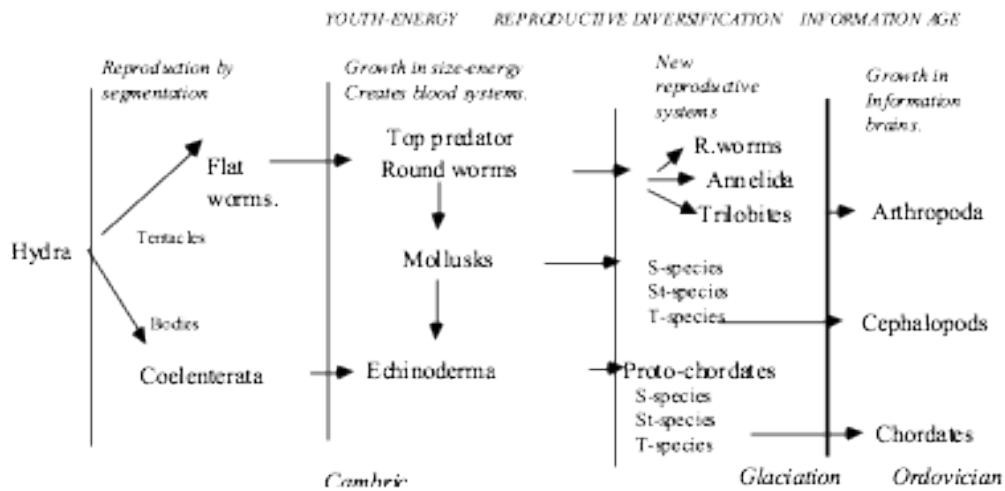 YOUTH-ENERGY REPRODUCTIVE DIVERSIFICATION INFORMATION AGE
Reproduction by
segmentation
Growth in size-energy
Creates blood systems.
New
reproductive
systems
Growth in
Information
brains.
Top predator
Round worms
R.worms
Annelida
Trilobites
Flat
worms.
Arthropoda
Tentacles
Hydra
Mollusks
S-species
St-species
T-species
Cephalopods
Bodies
Coelenterata
Echinoderma
Proto-chordates
S-species
St-species
T-species
Chordates
Cambric
Glaciation
Ordovician